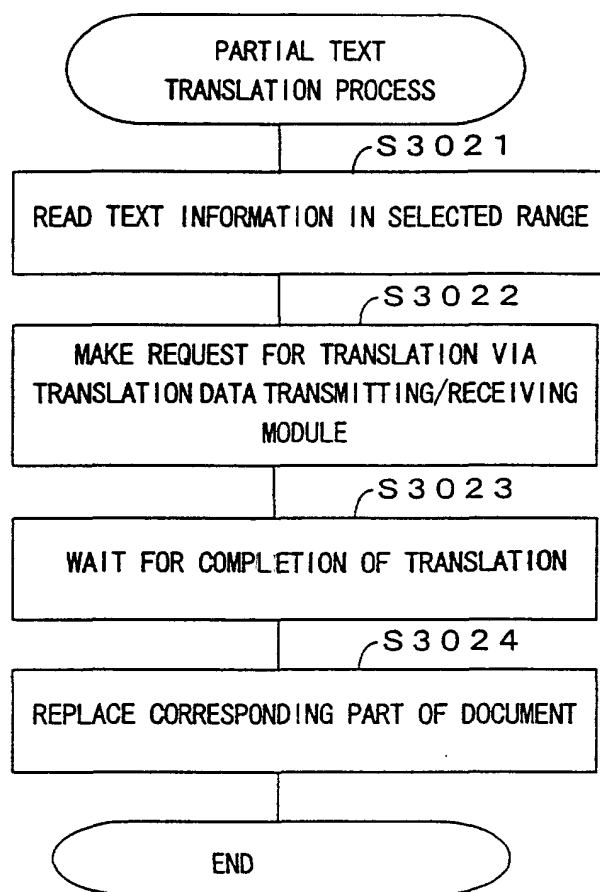 PARTIAL TEXT
TRANSLATION PROCESS
S3021
READ TEXT INFORMATION IN SELECTED RANGE
S3022
MAKE REQUEST FOR TRANSLATION VIA
TRANSLATION DATA TRANSMITTING/RECEIVING
MODULE
S3023
WAIT FOR COMPLETION OF TRANSLATION
S3024
REPLACE CORRESPONDING PART OF DOCUMENT
END